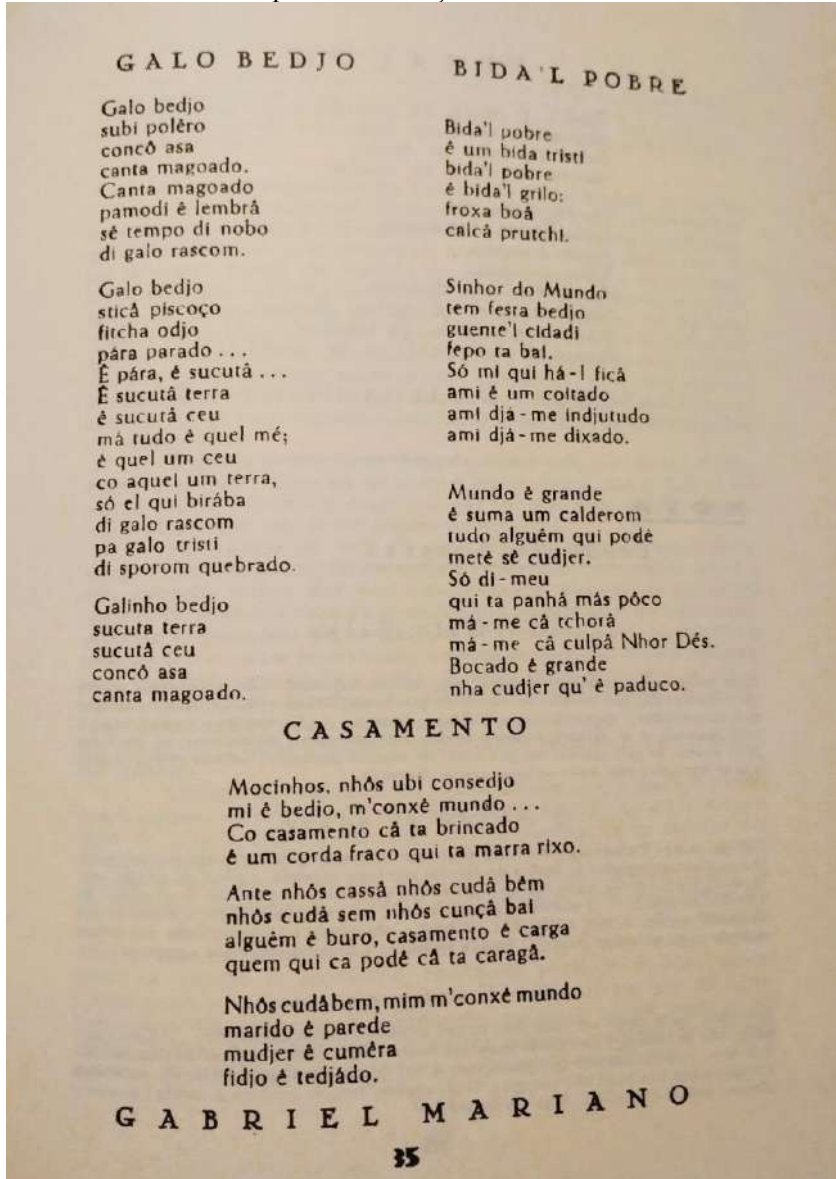 GALO BEDJO
Galo bedjo
subi polêro
concô asa
canta magoado.
Canta magoado
pamodi ê lembrâ
sê tempo di nobo
di galo rascom.
Galo bedjo
sticâ piscoço
fitcha odjo
pára parado ...
Ê pára, ê sucutâ ...
Ê sucutâ terra
ê sucutâ ceu
má tudo ê quel mé;
ê quel um ceu
co aquel um terra,
só el qui birába
di galo rascom
pa galo tristi
di sporom quebrado.
Galinho bedjo
sucuta terra
sucutâ ceu
concô asa
canta magoado.
BIDA'L POBRE
Bida'l pobre
ê um bida tristi
bida'l pobre
ê bida'l grilo:
froxa boâ
calcâ prutchi.
Sinhor do Mundo
tem festa bedjo
guente'l cidadi
fepo ta bai.
Só mi qui há-l ficâ
ami ê um coitado
ami djá-me indjutudo
ami djá-me dixado.
Mundo ê grande
ê suma um calderom
tudo alguêm qui podê
metê sê cudjer.
Só di-meu
qui ta panhâ más pôco
má-me câ tchorâ
má-me câ culpâ Nhor Dés.
Bocado ê grande
nha cudjer qu' ê paduco.
CASAMENTO
Mocinhos, nhôs ubi consedjo
mi ê bedjo, m'conxê mundo ...
Co casamento câ ta brincado
ê um corda fraco qui ta marra rixo.
Ante nhôs cassâ nhôs cudâ bêm
nhôs cudâ sem nhôs cunçâ bai
alguêm ê buro, casamento ê carga
quem qui ca podê câ ta caragâ.
Nhôs cudâbem, mim m'conxê mundo
marido ê parede
mudjer ê cumêra
fidjo ê tedjádo.
GABRIEL MARIANO
35